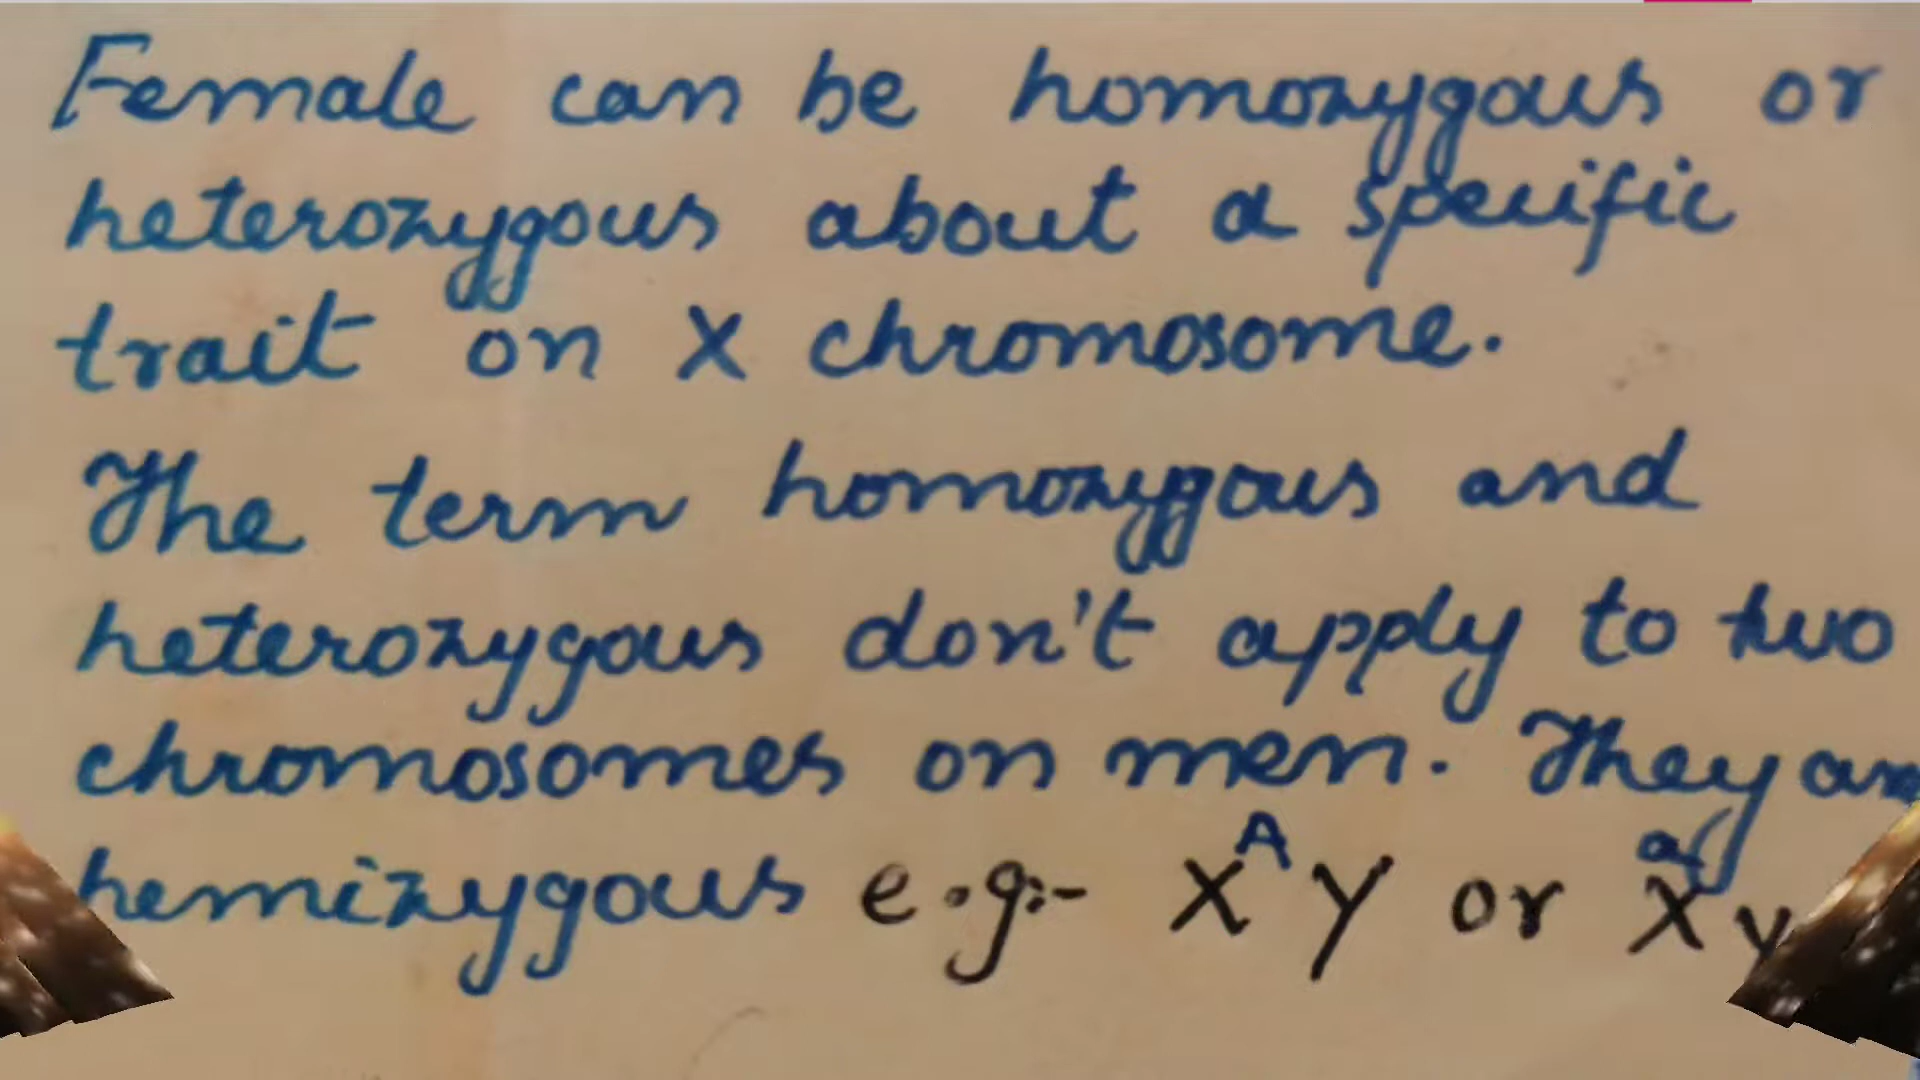 Female can be homozygous or
heterozygous about a specific
trait on X chromosome.
The term homozygous and
heterozygous don't apply to two
chromosomes on men. They
hemizygous e.g:- X^A Y or X^a y